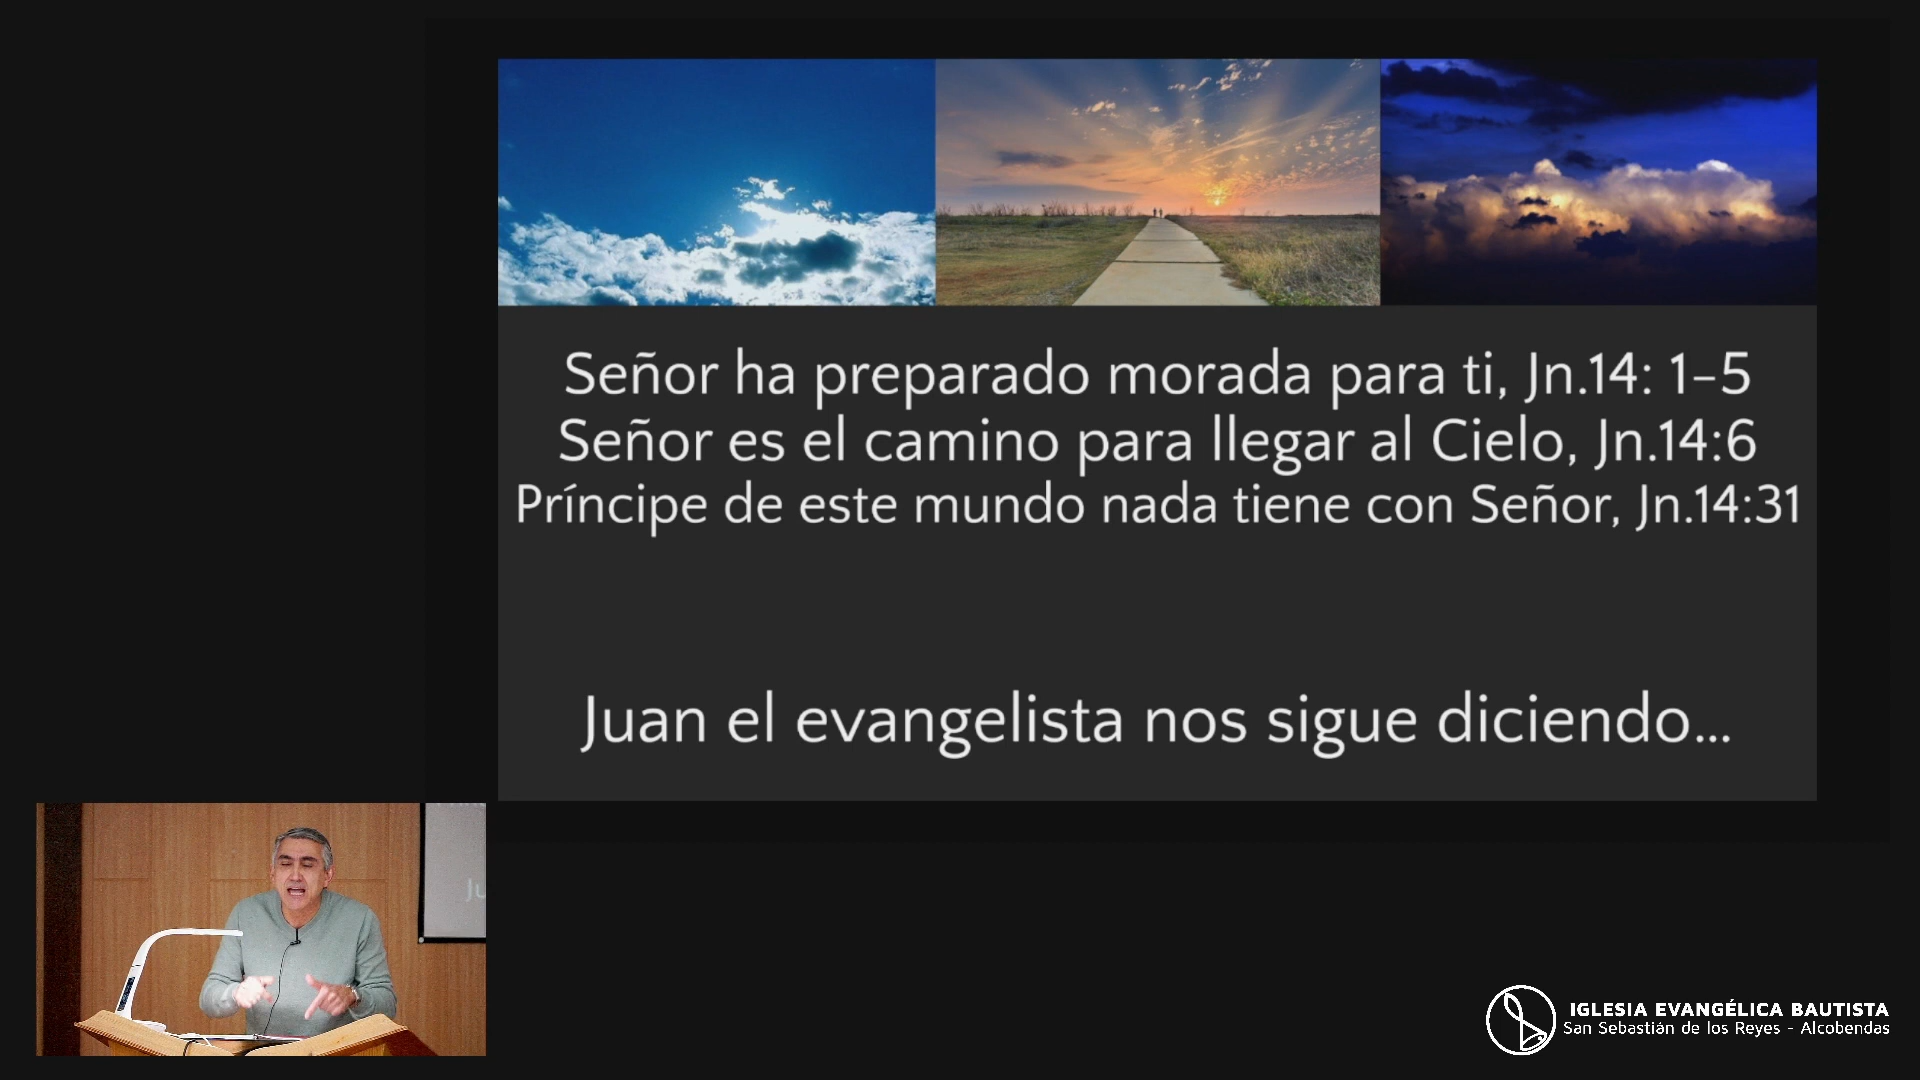 Señor ha preparado morada para ti, Jn.14: 1–5
Señor es el camino para llegar al Cielo, Jn.14:6
Príncipe de este mundo nada tiene con Señor, Jn.14:31
Juan el evangelista nos sigue diciendo...
Ju
IGLESIA EVANGÉLICA BAUTISTA
San Sebastián de los Reyes - Alcobendas